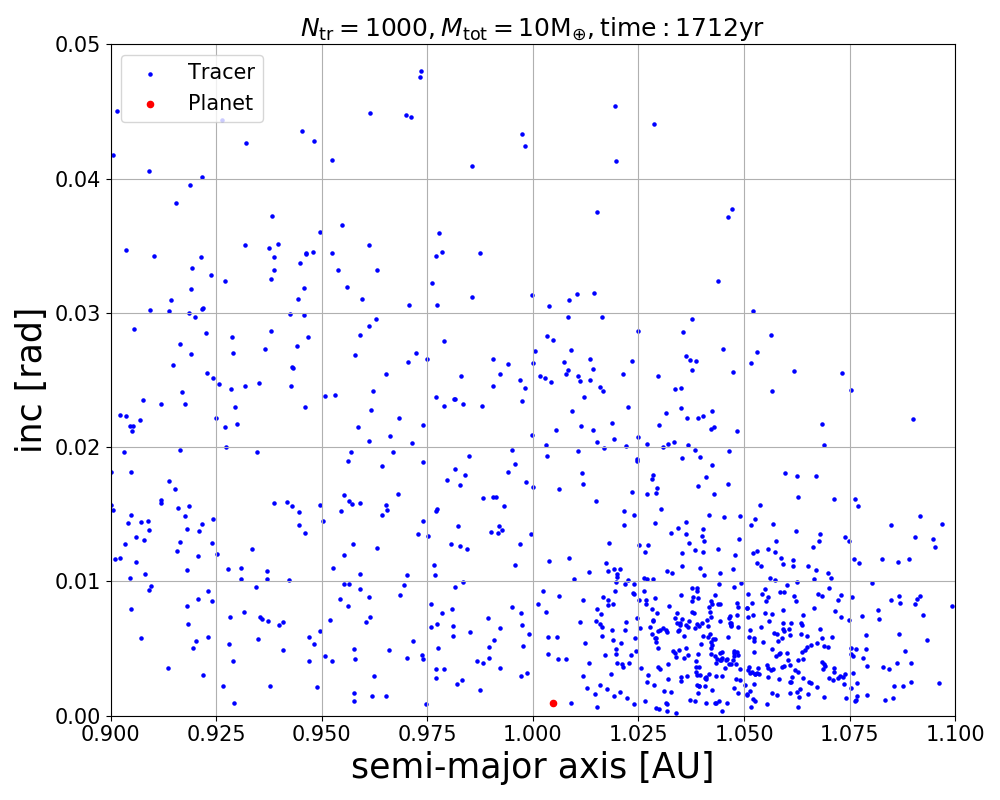 N_tr = 1000, M_tot = 10M_⊕, time : 1712yr
Tracer
Planet
inc [rad]
0.05
0.04
0.03
0.02
0.01
0.00
0.900 0.925 0.950 0.975 1.000 1.025 1.050 1.075 1.100
semi-major axis [AU]